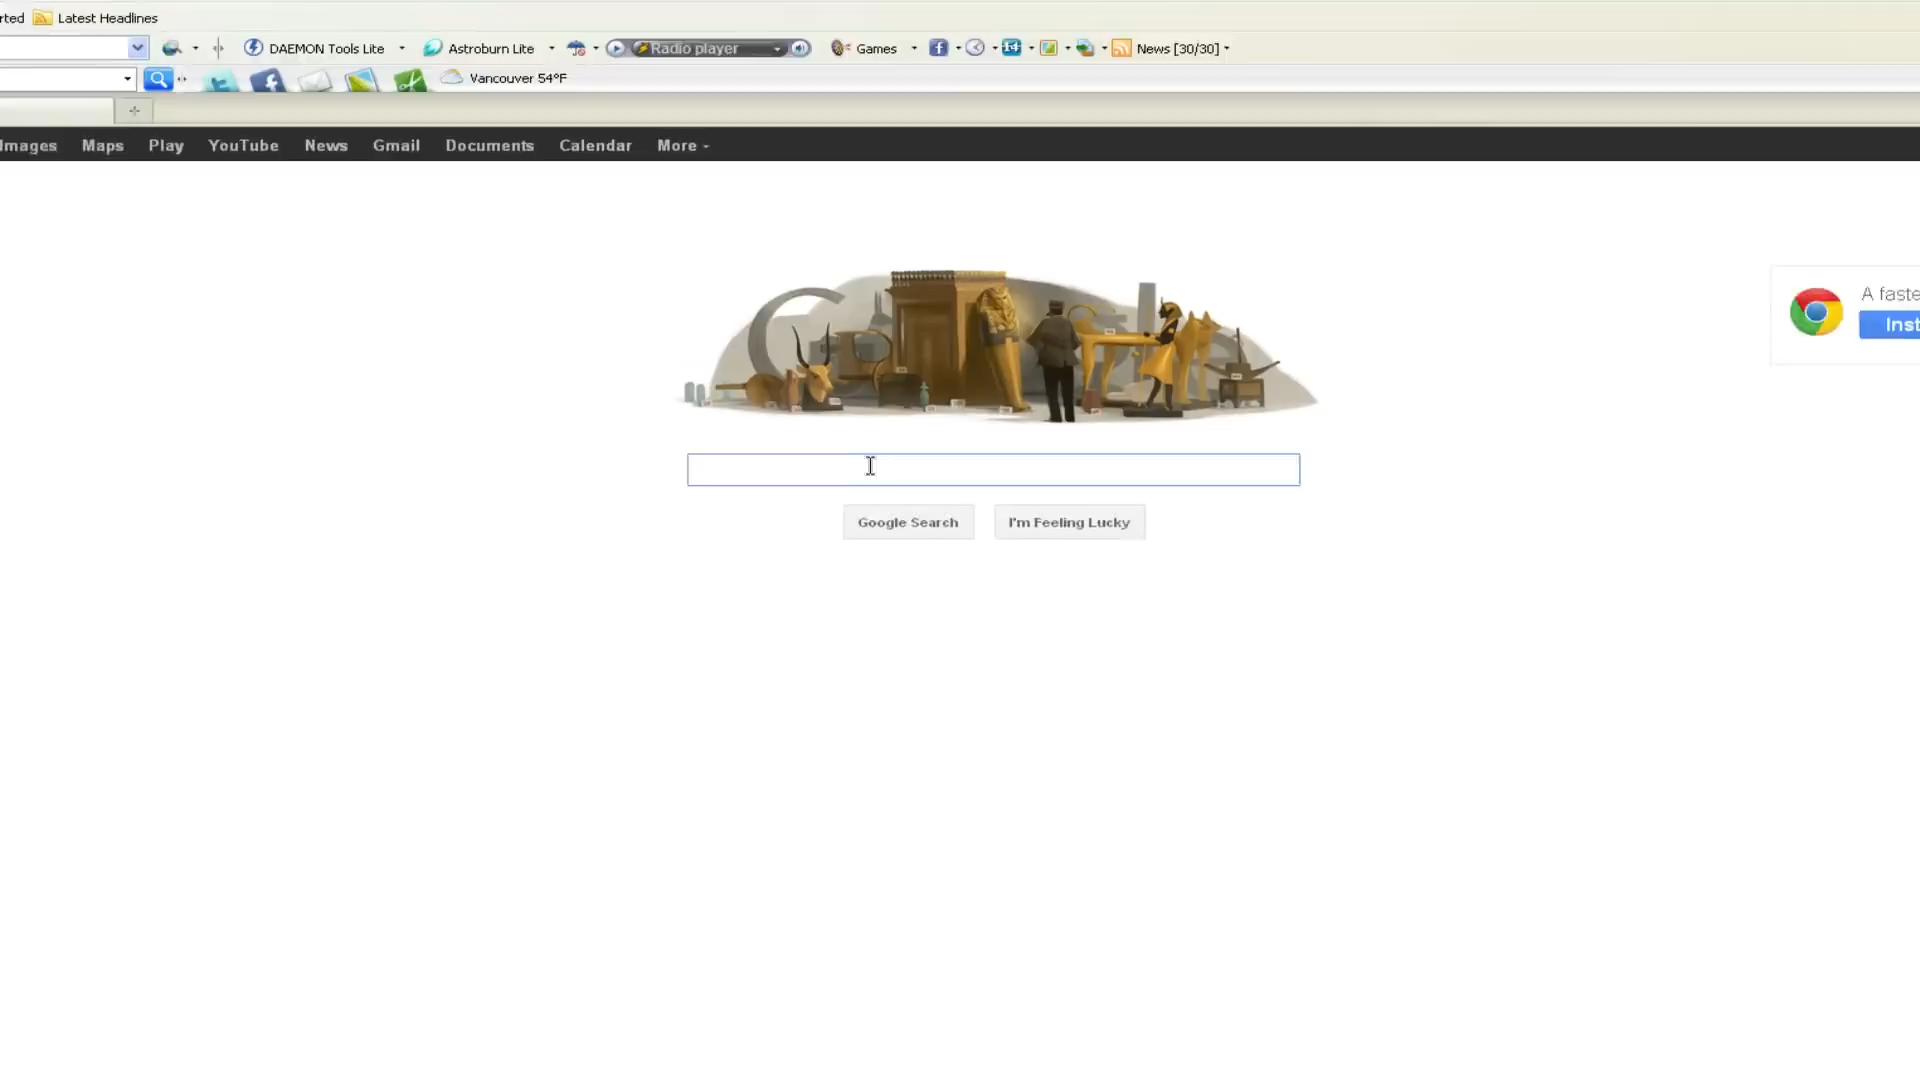 rted Latest Headlines
DAEMON Tools Lite Astroburn Lite Radio player Games 14 News [30/30]
Vancouver 54°F
Images Maps Play YouTube News Gmail Documents Calendar More
A faste
Inst
Google Search I'm Feeling Lucky